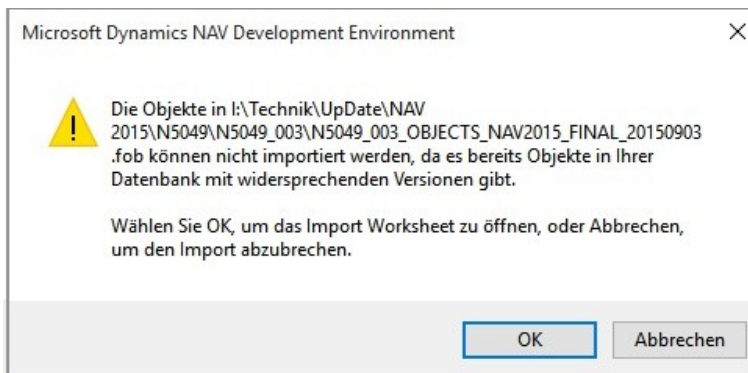 Microsoft Dynamics NAV Development Environment
Die Objekte in I:\Technik\UpDate\NAV
2015\N5049\N5049_003\N5049_003_OBJECTS_NAV2015_FINAL_20150903
.fob können nicht importiert werden, da es bereits Objekte in Ihrer
Datenbank mit widersprechenden Versionen gibt.
Wählen Sie OK, um das Import Worksheet zu öffnen, oder Abbrechen,
um den Import abzubrechen.
OK
Abbrechen